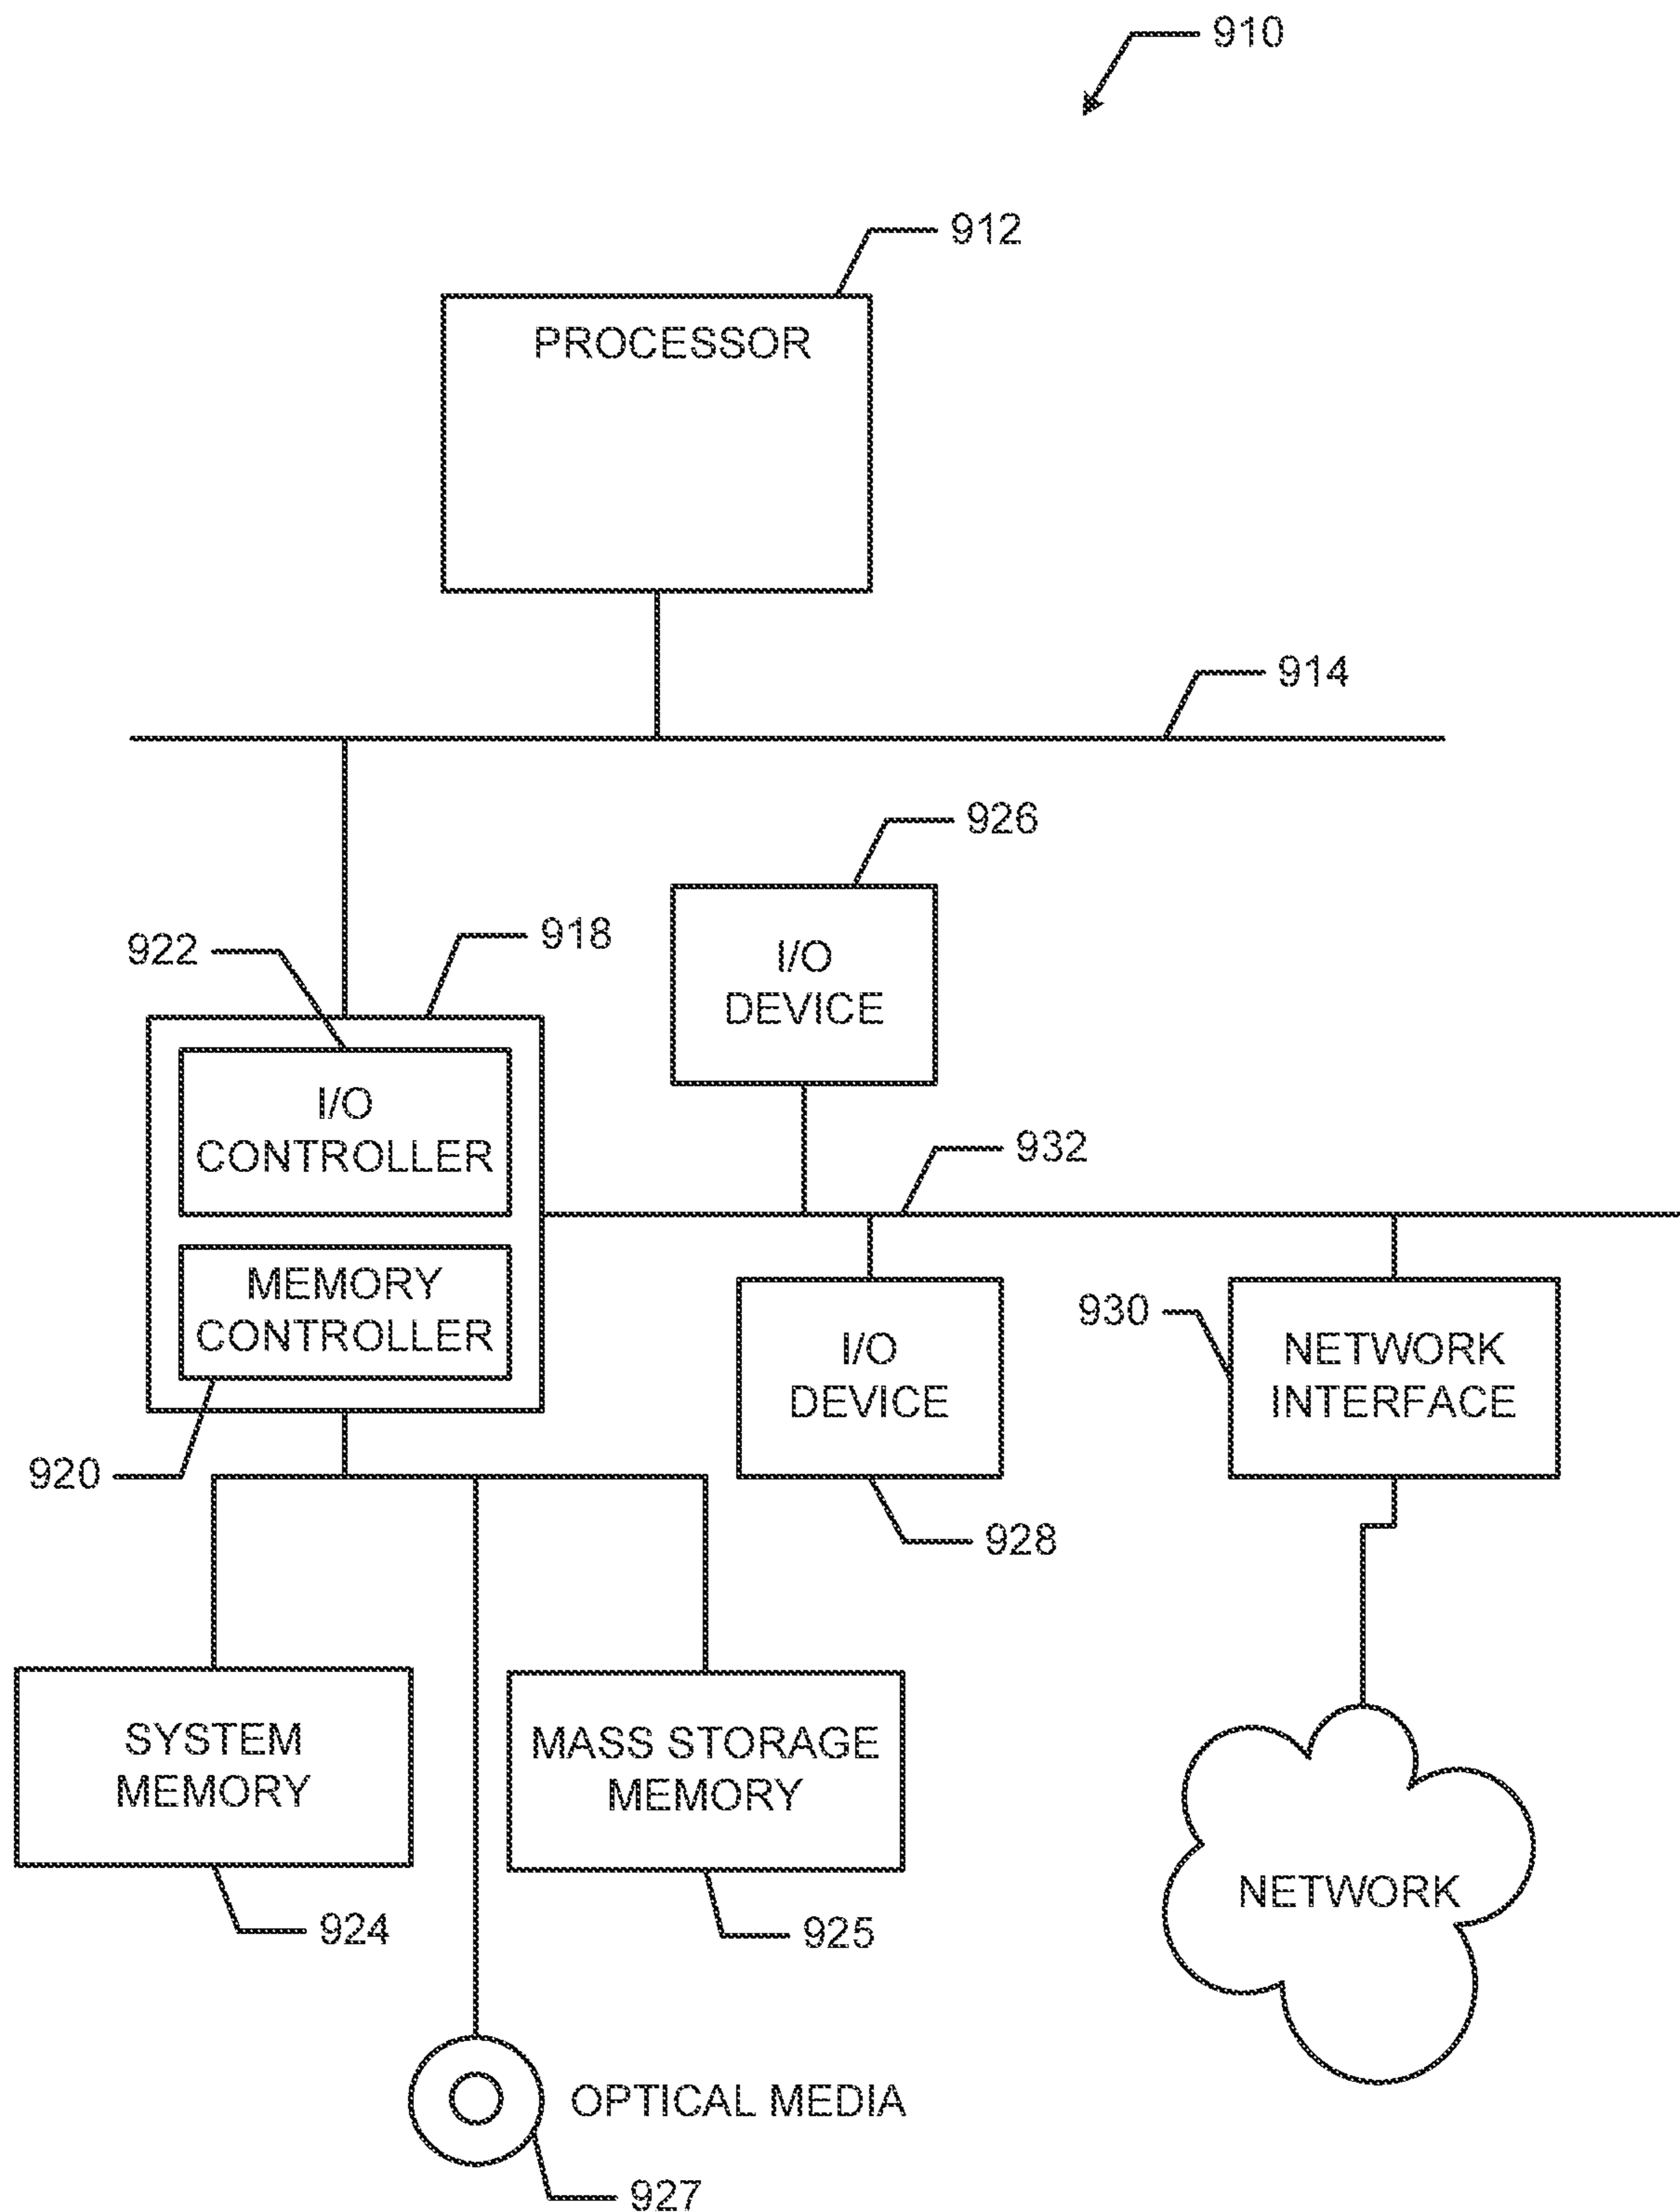 910
912
PROCESSOR
914
926
922
918
I/O
DEVICE
I/O
CONTROLLER
932
MEMORY
CONTROLLER
930
I/O
DEVICE
NETWORK
INTERFACE
920
928
SYSTEM
MEMORY
MASS STORAGE
MEMORY
NETWORK
924
925
OPTICAL MEDIA
927